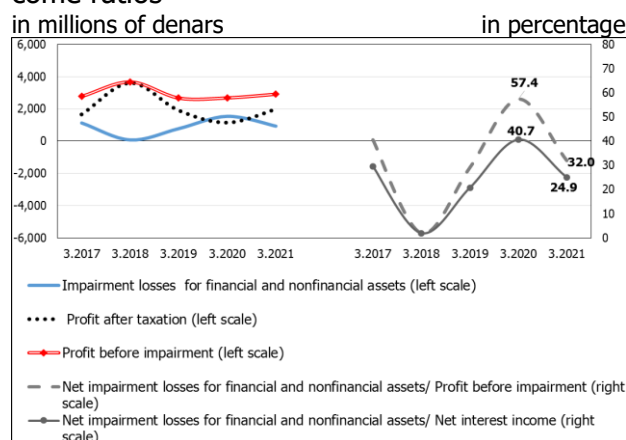 come ratios
in millions of denars in percentage
6,000 80
4,000 70
2,000 60
0 50
-2,000 40
-4,000 30
-6,000 20
10
0
57.4
40.7
32.0
24.9
3.2017 3.2018 3.2019 3.2020 3.2021 3.2017 3.2018 3.2019 3.2020 3.2021
Impairment losses for financial and nonfinancial assets (left scale)
Profit after taxation (left scale)
Profit before impairment (left scale)
Net impairment losses for financial and nonfinancial assets/ Profit before impairment (right
scale)
Net impairment losses for financial and nonfinancial assets/ Net interest income (right
scale)